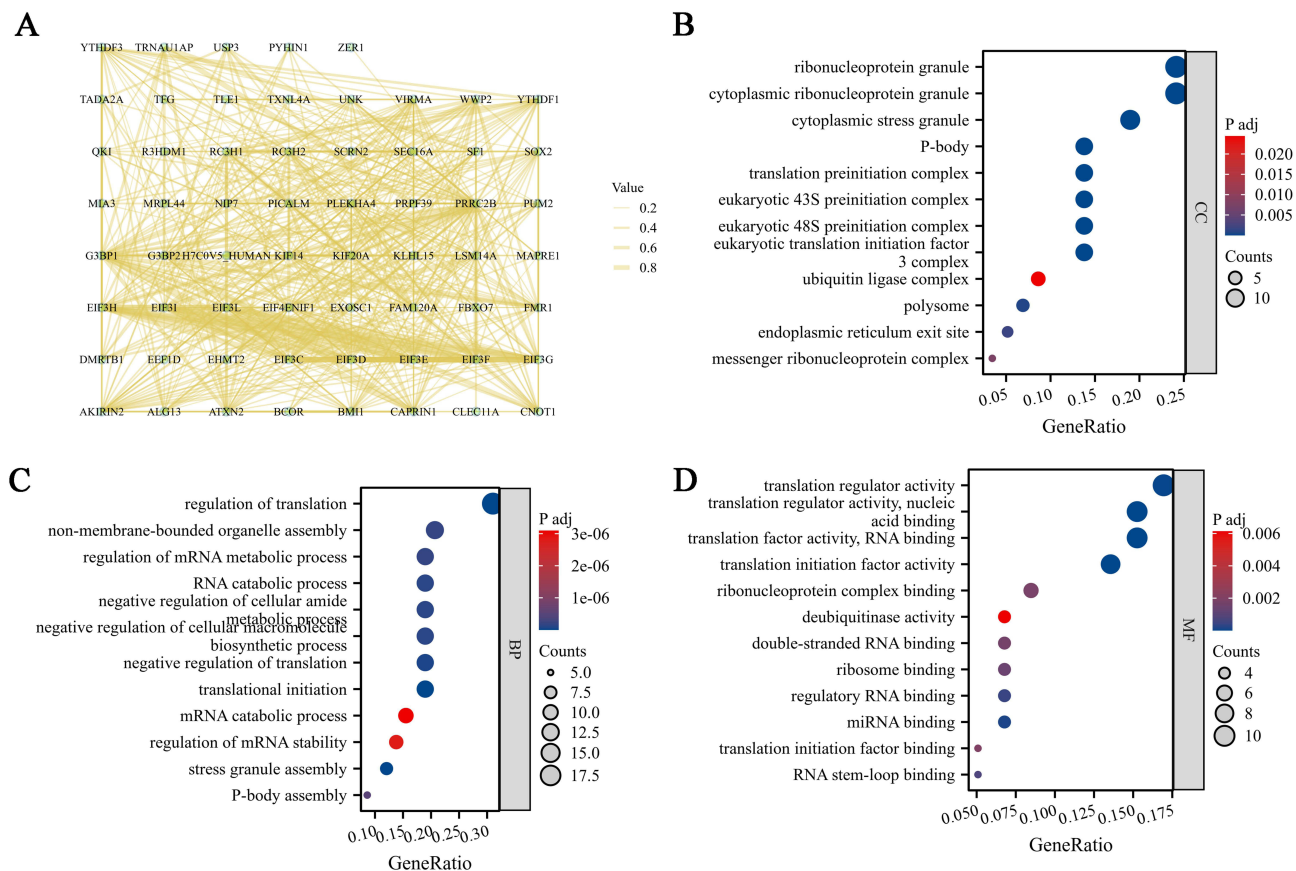 A
YTHDF3 TRNAU1AP USP3 PYHIN1 ZER1
TADA2A TFG TLE1 TXNL4A UNK VIRMA WWP2 YTHDF1
QKI R3HDM1 RC3H1 RC3H2 SCRN2 SEC16A SF1 SOX2
MIA3 MRPL44 NIP7 PICALM PLEKHA4 PRPF39 PRRC2B PUM2
G3BP1 G3BP2 H7C0V5_HUMAN KIF14 KIF20A KLHL15 LSM14A MAPRE1
EIF3H EIF3I EIF3L EIF4ENIF1 EXOSC1 FAM120A FBXO7 FMR1
DMRTB1 EEF1D EHMT2 EIF3C EIF3D EIF3E EIF3F EIF3G
AKIRIN2 ALG13 ATXN2 BCOR BMI1 CAPRIN1 CLEC11A CNOT1
Value
0.2
0.4
0.6
0.8
B
ribonucleoprotein granule
cytoplasmic ribonucleoprotein granule
cytoplasmic stress granule
P-body
translation preinitiation complex
eukaryotic 43S preinitiation complex
eukaryotic 48S preinitiation complex
eukaryotic translation initiation factor
3 complex
ubiquitin ligase complex
polysome
endoplasmic reticulum exit site
messenger ribonucleoprotein complex
0.05 0.10 0.15 0.20 0.25
GeneRatio
CC
P adj
0.020
0.015
0.010
0.005
Counts
5
10
C
regulation of translation
non-membrane-bounded organelle assembly
regulation of mRNA metabolic process
RNA catabolic process
negative regulation of cellular amide
metabolic process
negative regulation of cellular macromolecule
biosynthetic process
negative regulation of translation
translational initiation
mRNA catabolic process
regulation of mRNA stability
stress granule assembly
P-body assembly
0.10 0.15 0.20 0.25 0.30
GeneRatio
BP
P adj
3e-06
2e-06
1e-06
Counts
5.0
7.5
10.0
12.5
15.0
17.5
D
translation regulator activity
translation regulator activity, nucleic
acid binding
translation factor activity, RNA binding
translation initiation factor activity
ribonucleoprotein complex binding
deubiquitinase activity
double-stranded RNA binding
ribosome binding
regulatory RNA binding
miRNA binding
translation initiation factor binding
RNA stem-loop binding
0.050 0.075 0.100 0.125 0.150 0.175
GeneRatio
MF
P adj
0.006
0.004
0.002
Counts
4
6
8
10